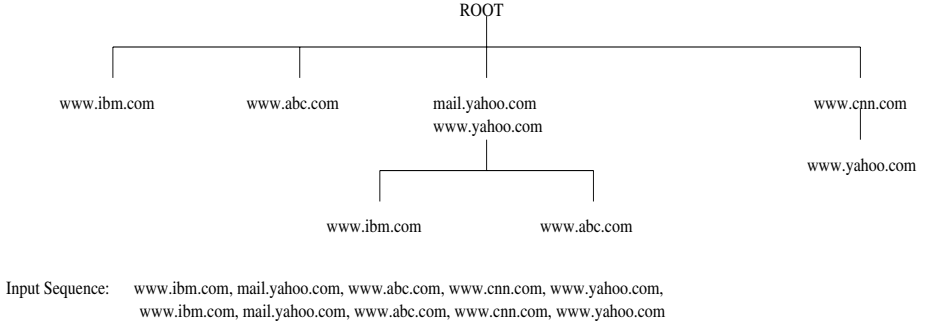 ROOT
www.ibm.com www.abc.com mail.yahoo.com www.cnn.com
www.yahoo.com
www.yahoo.com
www.ibm.com www.abc.com
Input Sequence: www.ibm.com, mail.yahoo.com, www.abc.com, www.cnn.com, www.yahoo.com,
www.ibm.com, mail.yahoo.com, www.abc.com, www.cnn.com, www.yahoo.com